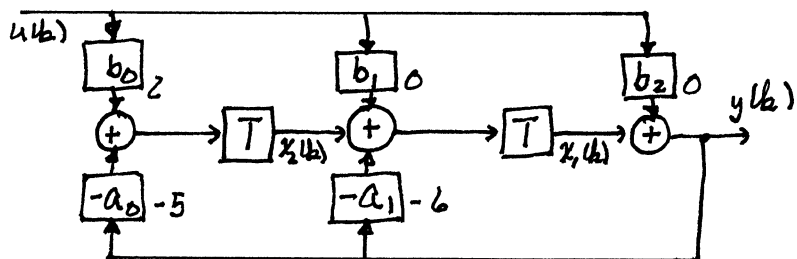 u(k)
b₀ 2
b₁ 0
b₂ 0
y(k)
+
T
x₂(k)
+
T
x₁(k)
+
-a₀ -5
-a₁ -6